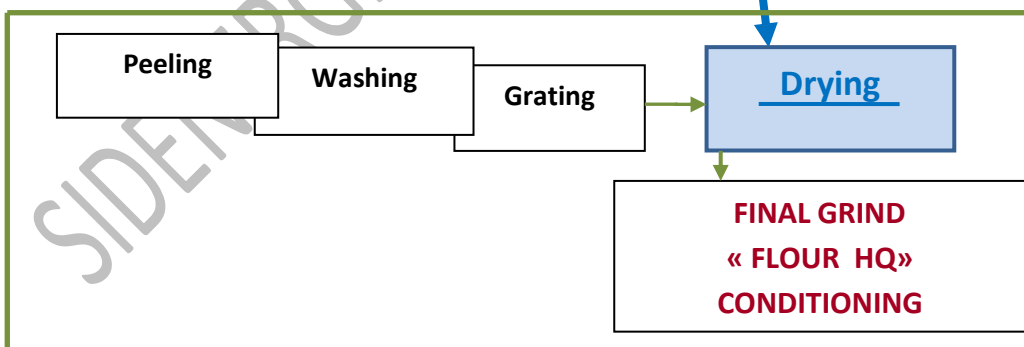 Peeling
Washing
Grating
Drying
FINAL GRIND
« FLOUR HQ»
CONDITIONING